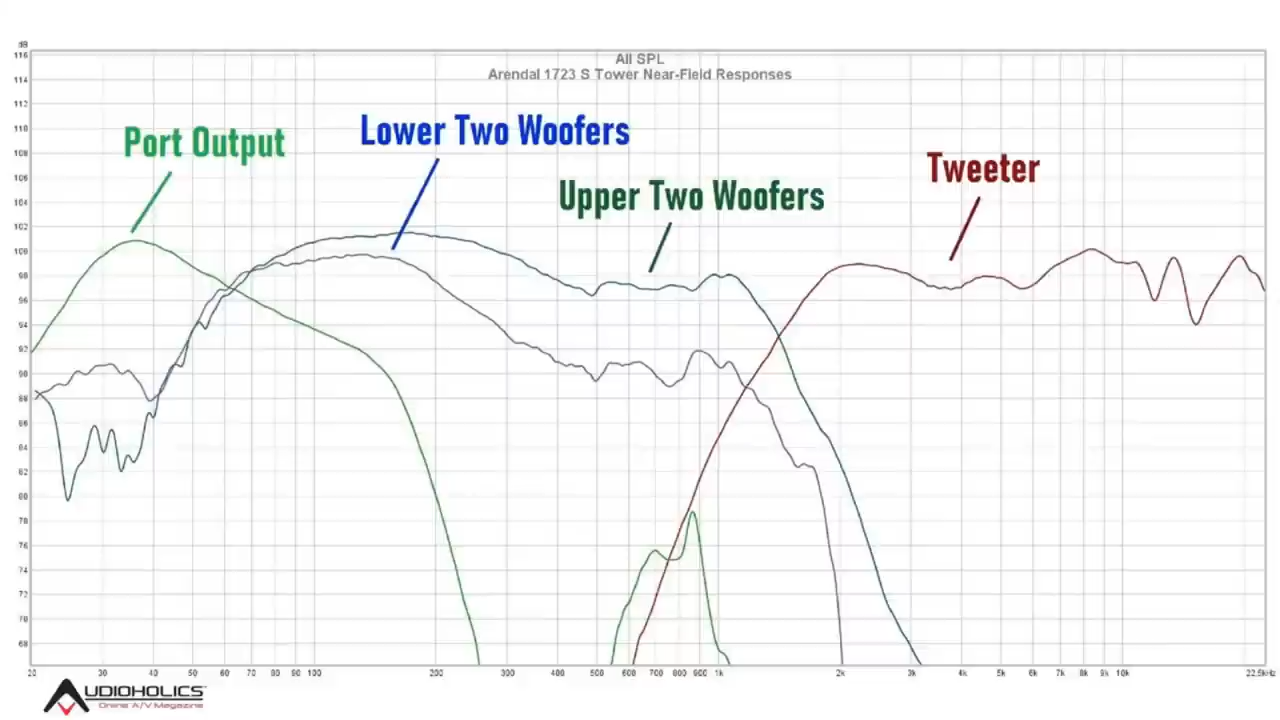 dB
All SPL
Arendal 1723 S Tower Near-Field Responses
116
114
112
110
108
106
104
102
100
98
96
94
92
90
88
86
84
82
80
78
76
74
72
70
68
Port Output
Lower Two Woofers
Upper Two Woofers
Tweeter
20 30 40 50 60 70 80 90 100 200 300 400 500 600 700 800 900 1k 2k 3k 4k 5k 6k 7k 8k 9k 10k 22.5kHz
AUDIOHOLICS
Online A/V Magazine